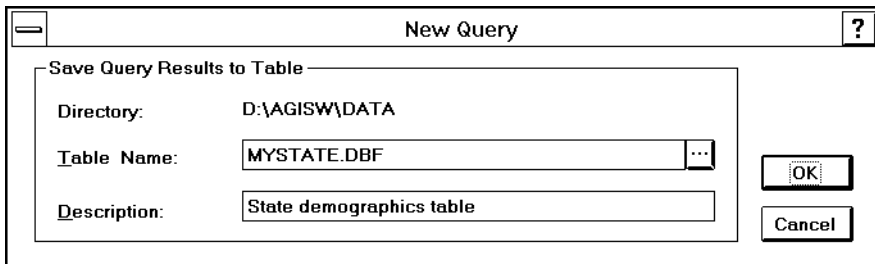 New Query
?
Save Query Results to Table
Directory: D:\AGISW\DATA
Table Name: MYSTATE.DBF ...
Description: State demographics table
OK
Cancel